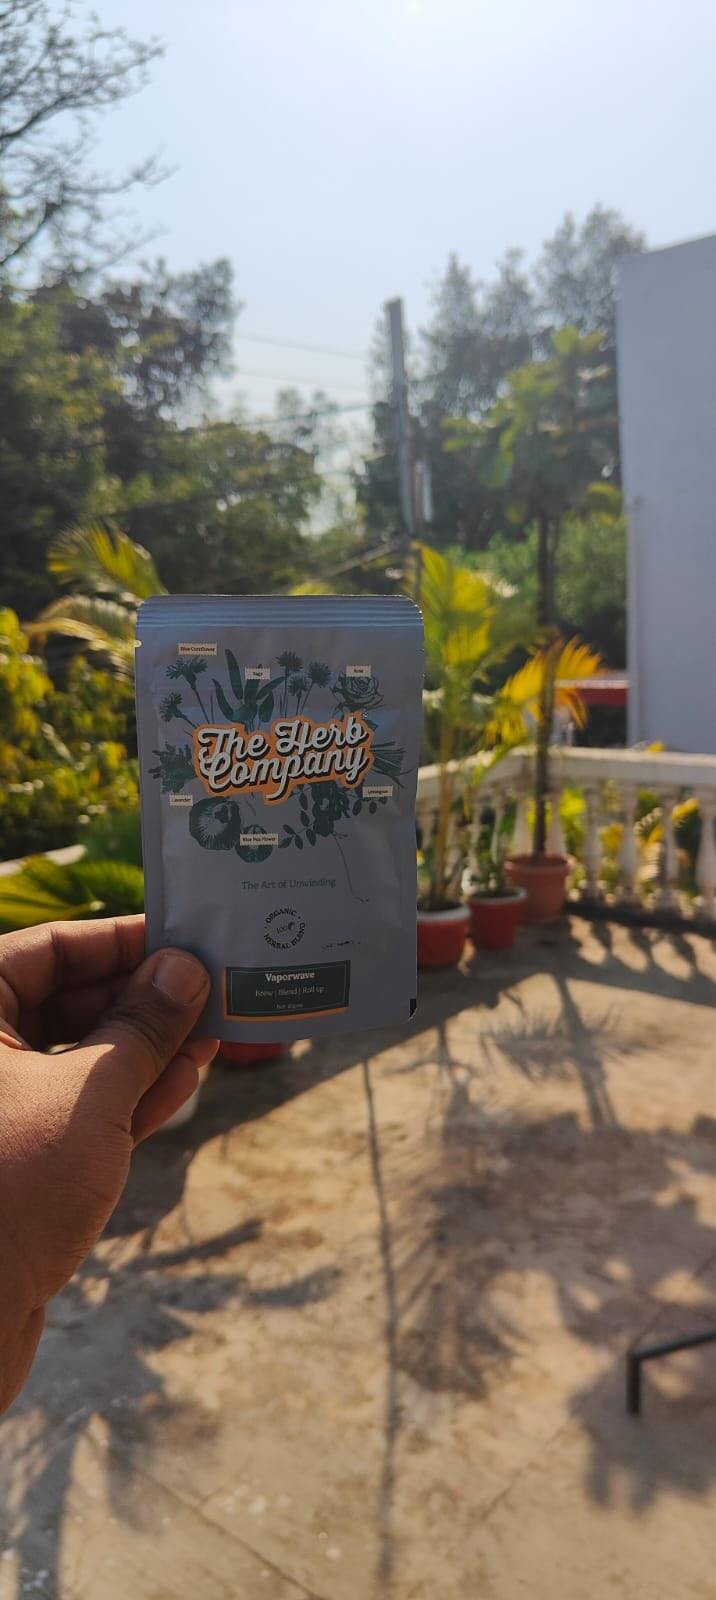 Blue Cornflower
Sage
Rose
The Herb
Company
Lavender
Lemongrass
Blue Pea Flower
The Art of Unwinding
ORGANIC
100%
HERBAL BLEND
Vaporwave
Brew | Blend | Roll up